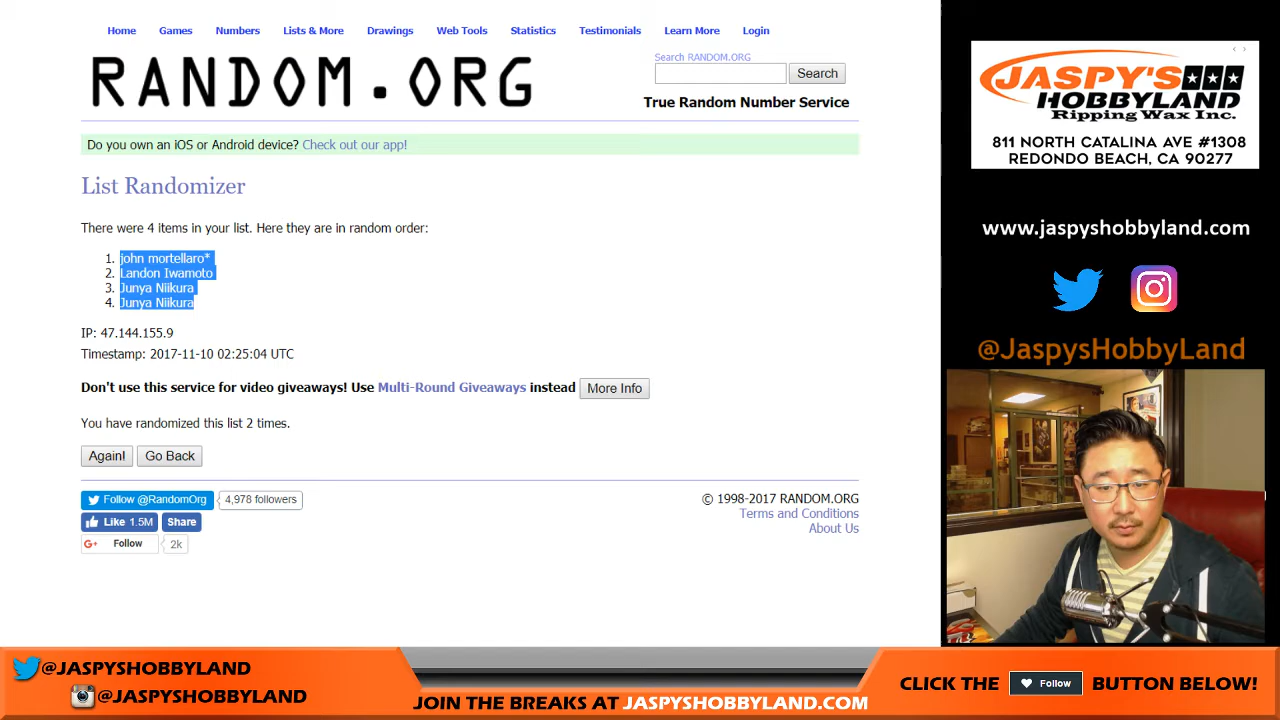 Home Games Numbers Lists & More Drawings Web Tools Statistics Testimonials Learn More Login
RANDOM.ORG
Search RANDOM.ORG
Search
True Random Number Service
Do you own an iOS or Android device? Check out our app!
List Randomizer
There were 4 items in your list. Here they are in random order:
1. john mortellaro*
2. Landon Iwamoto
3. Junya Niikura
4. Junya Niikura
IP: 47.144.155.9
Timestamp: 2017-11-10 02:25:04 UTC
Don't use this service for video giveaways! Use Multi-Round Giveaways instead More Info
You have randomized this list 2 times.
Again! Go Back
Follow @RandomOrg 4,978 followers
Like 1.5M Share
G+ Follow 2k
© 1998-2017 RANDOM.ORG
Terms and Conditions
About Us
JASPY'S
HOBBYLAND
Ripping Wax Inc.
811 NORTH CATALINA AVE #1308
REDONDO BEACH, CA 90277
www.jaspyshobbyland.com
@JaspysHobbyLand
@JASPYSHOBBYLAND
@JASPYSHOBBYLAND
JOIN THE BREAKS AT JASPYSHOBBYLAND.COM
CLICK THE Follow BUTTON BELOW!